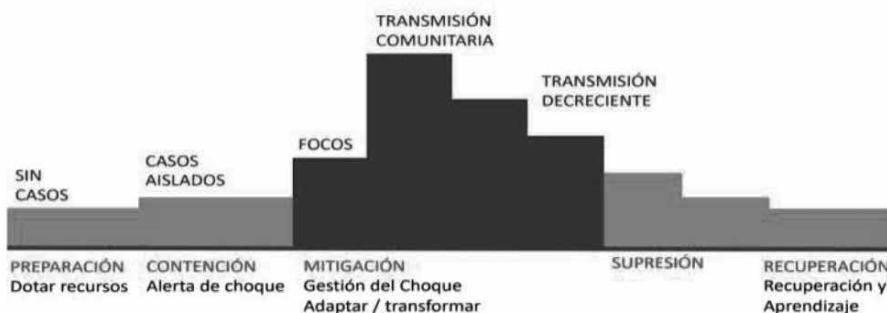 TRANSMISIÓN
COMUNITARIA
TRANSMISIÓN
DECRECIENTE
FOCOS
CASOS
AISLADOS
SIN
CASOS
PREPARACIÓN
Dotar recursos
CONTENCIÓN
Alerta de choque
MITIGACIÓN
Gestión del Choque
Adaptar / transformar
SUPRESIÓN
RECUPERACIÓN
Recuperación y
Aprendizaje